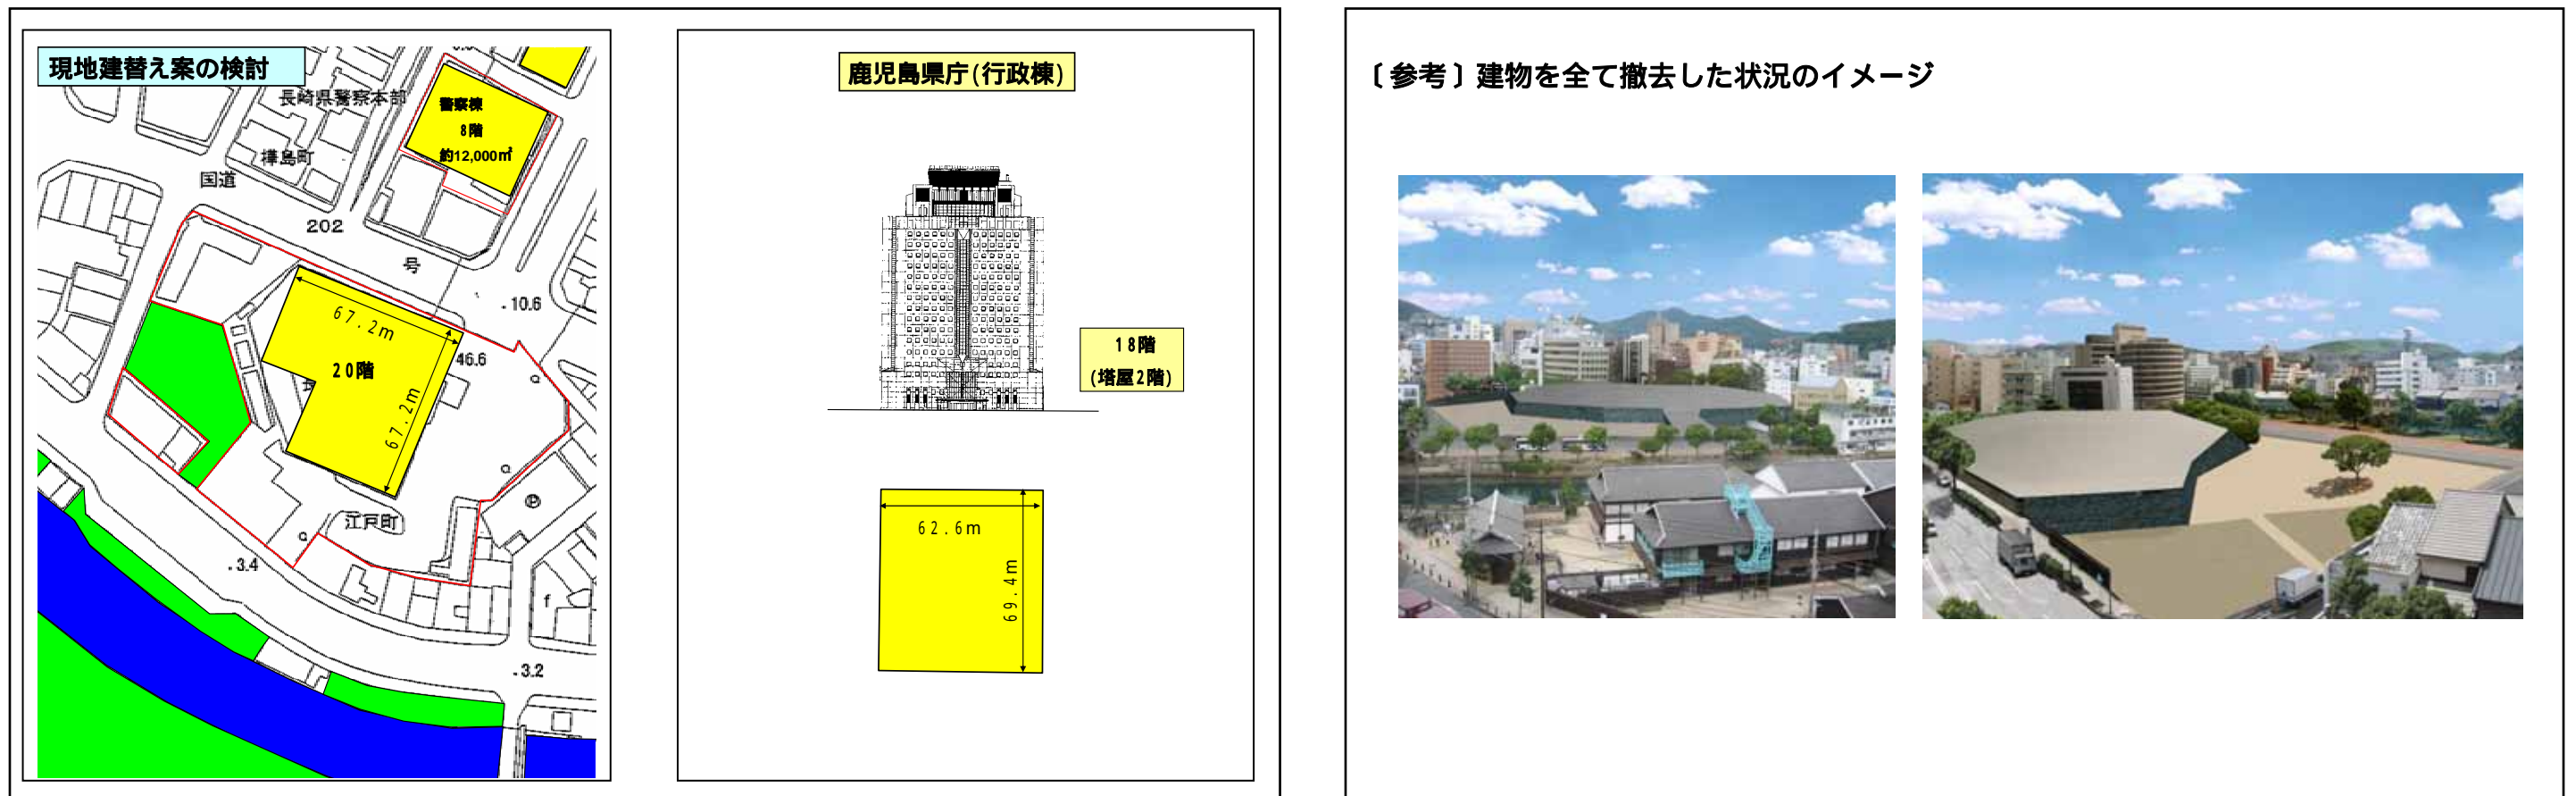 現地建替え案の検討
長崎県警察本部
警察棟
8階
約12,000㎡
樺島町
国道
202
号
10.6
67.2m
46.6
20階
67.2m
江戸町
3.4
3.2
鹿児島県庁(行政棟)
18階
(塔屋2階)
62.6m
69.4m
〔参考〕建物を全て撤去した状況のイメージ